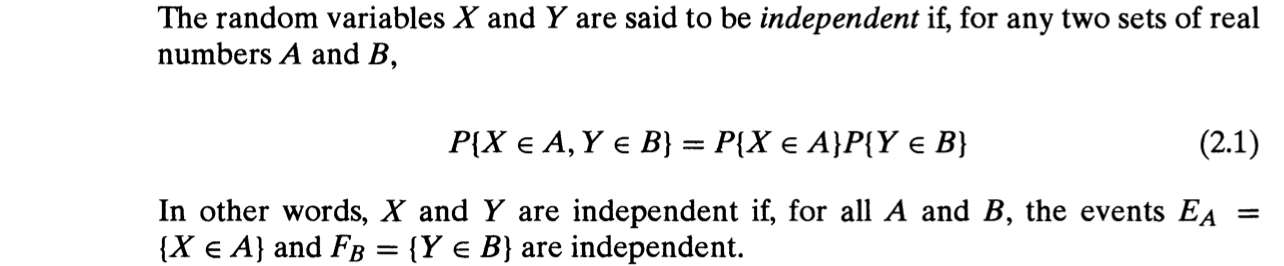 The random variables X and Y are said to be independent if, for any two sets of real
numbers A and B,
P{X ∈ A, Y ∈ B} = P{X ∈ A}P{Y ∈ B} (2.1)
In other words, X and Y are independent if, for all A and B, the events E_A =
{X ∈ A} and F_B = {Y ∈ B} are independent.